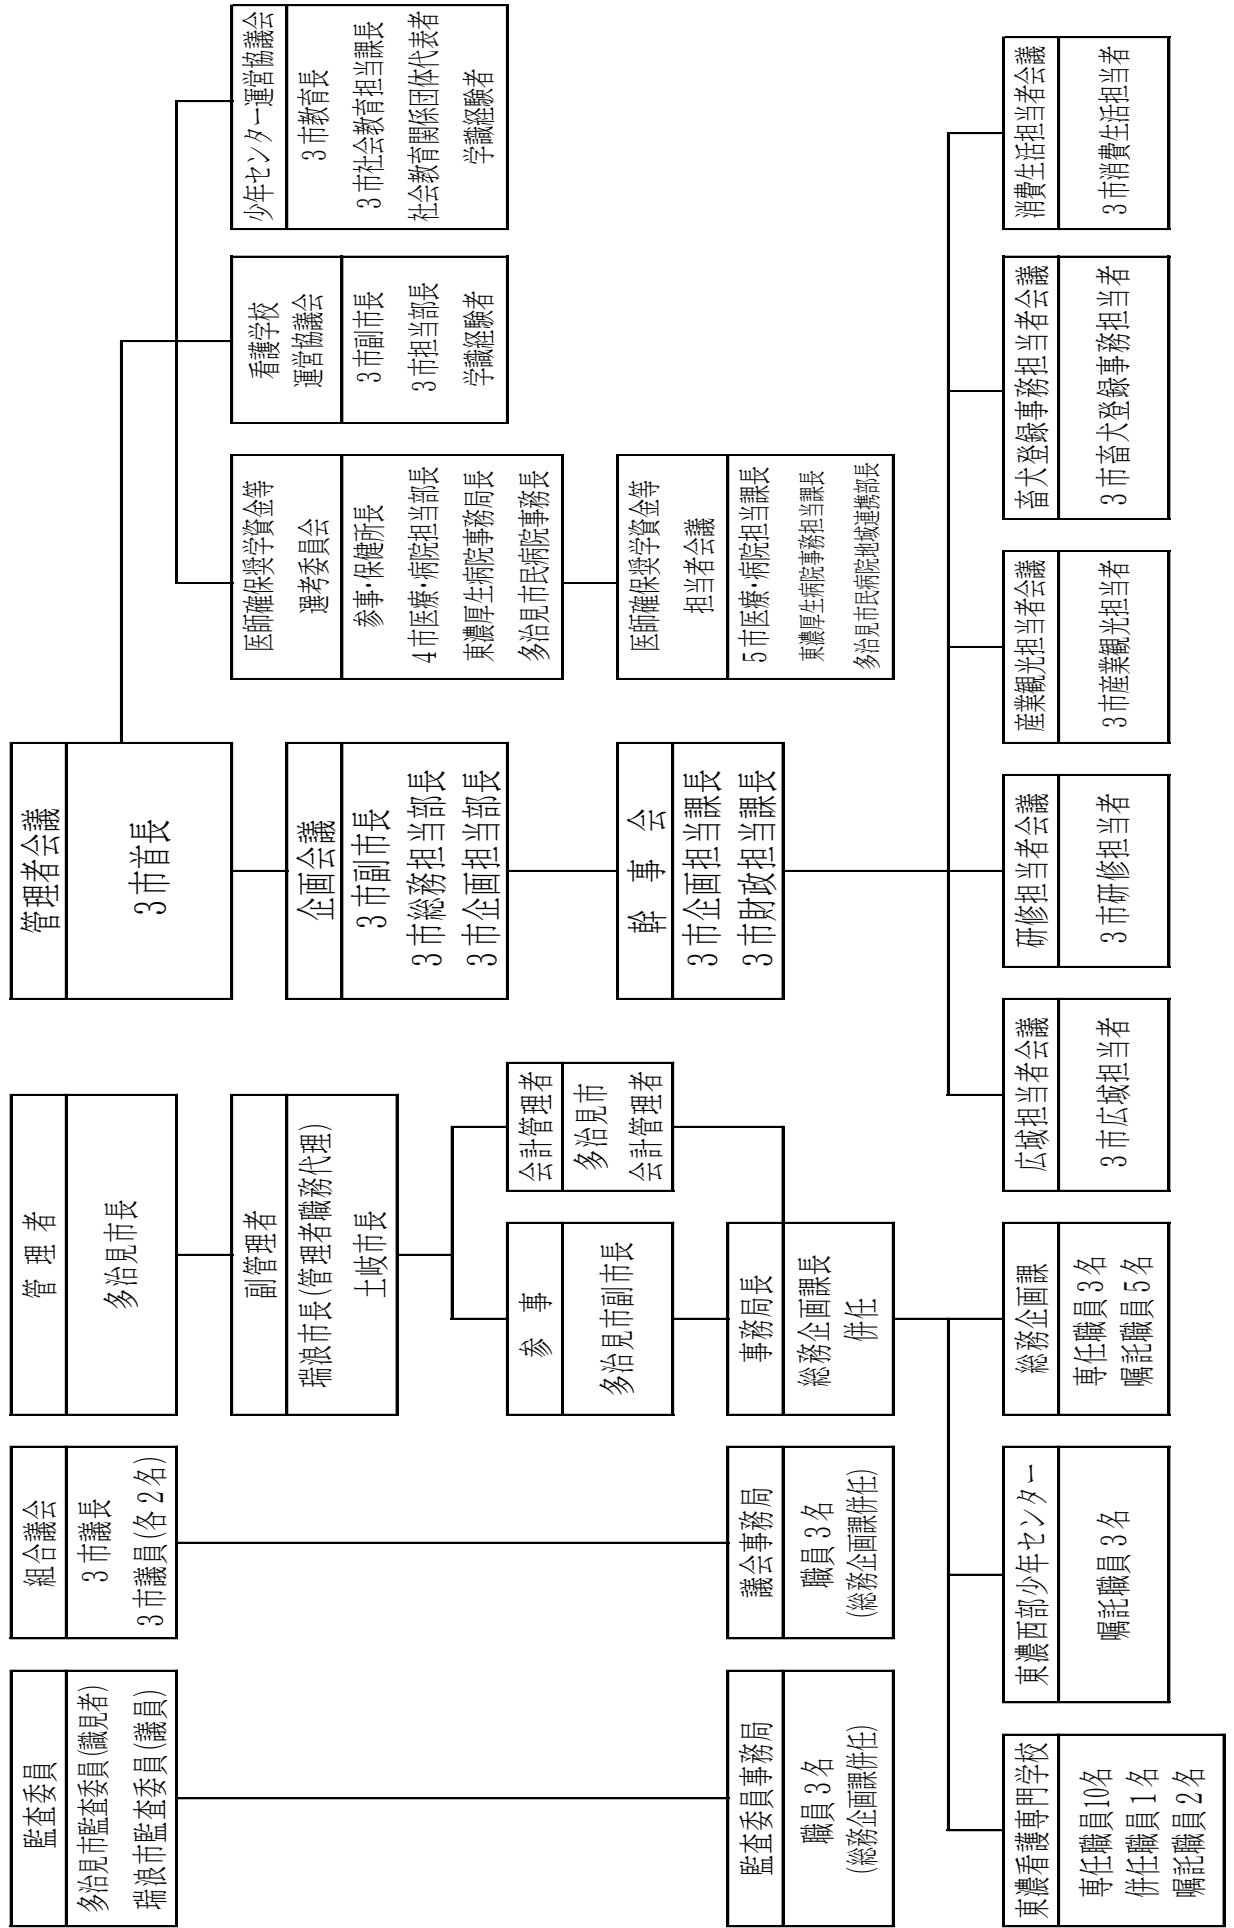 監査委員
多治見市監査委員(識見者)
瑞浪市監査委員(議員)
組合議会
3市議長
3市議員(各2名)
管理者
多治見市長
管理者会議
3市首長
副管理者
瑞浪市長(管理者職務代理)
土岐市長
企画会議
3市副市長
3市総務担当部長
3市企画担当部長
医師確保奨学資金等
選考委員会
参事・保健所長
4市医療・病院担当部長
東濃厚生病院事務局長
多治見市民病院事務長
看護学校
運営協議会
3市副市長
3市担当部長
学識経験者
少年センター運営協議会
3市教育長
3市社会教育担当課長
社会教育関係団体代表者
学識経験者
参事
多治見市副市長
会計管理者
多治見市
会計管理者
幹事会
3市企画担当課長
3市財政担当課長
医師確保奨学資金等
担当者会議
5市医療・病院担当課長
東濃厚生病院事務担当課長
多治見市民病院地域連携部長
監査委員事務局
職員3名
(総務企画課併任)
議会事務局
職員3名
(総務企画課併任)
事務局長
総務企画課長
併任
東濃看護専門学校
専任職員10名
併任職員1名
嘱託職員2名
東濃西部少年センター
嘱託職員3名
総務企画課
専任職員3名
嘱託職員5名
広域担当者会議
3市広域担当者
研修担当者会議
3市研修担当者
産業観光担当者会議
3市産業観光担当者
畜犬登録事務担当者会議
3市畜犬登録事務担当者
消費生活担当者会議
3市消費生活担当者